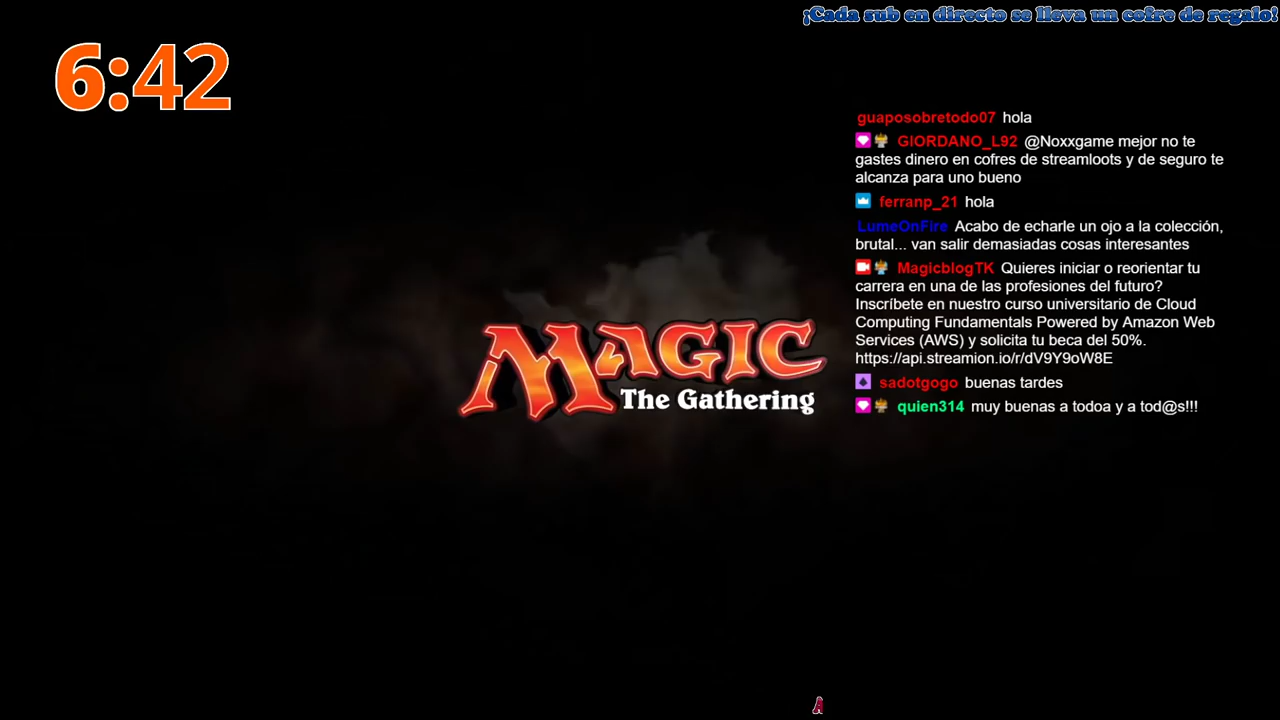 ¡Cada sub en directo se lleva un cofre de regalo!
6:42
guaposobretodo07 hola
GIORDANO_L92 @Noxxgame mejor no te
gastes dinero en cofres de streamloots y de seguro te
alcanza para uno bueno
ferranp_21 hola
LumeOnFire Acabo de echarle un ojo a la colección,
brutal... van salir demasiadas cosas interesantes
MagicblogTK Quieres iniciar o reorientar tu
carrera en una de las profesiones del futuro?
Inscríbete en nuestro curso universitario de Cloud
Computing Fundamentals Powered by Amazon Web
Services (AWS) y solicita tu beca del 50%.
https://api.streamion.io/r/dV9Y9oW8E
sadotgogo buenas tardes
quien314 muy buenas a todoa y a tod@s!!!
MAGIC
The Gathering
A